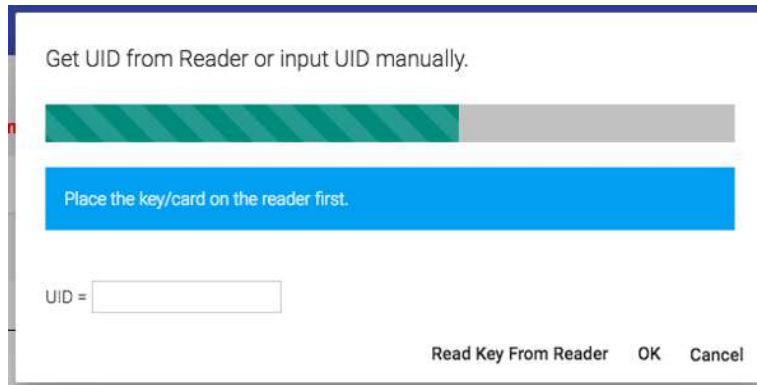 Get UID from Reader or input UID manually.
Place the key/card on the reader first.
UID =
Read Key From Reader OK Cancel